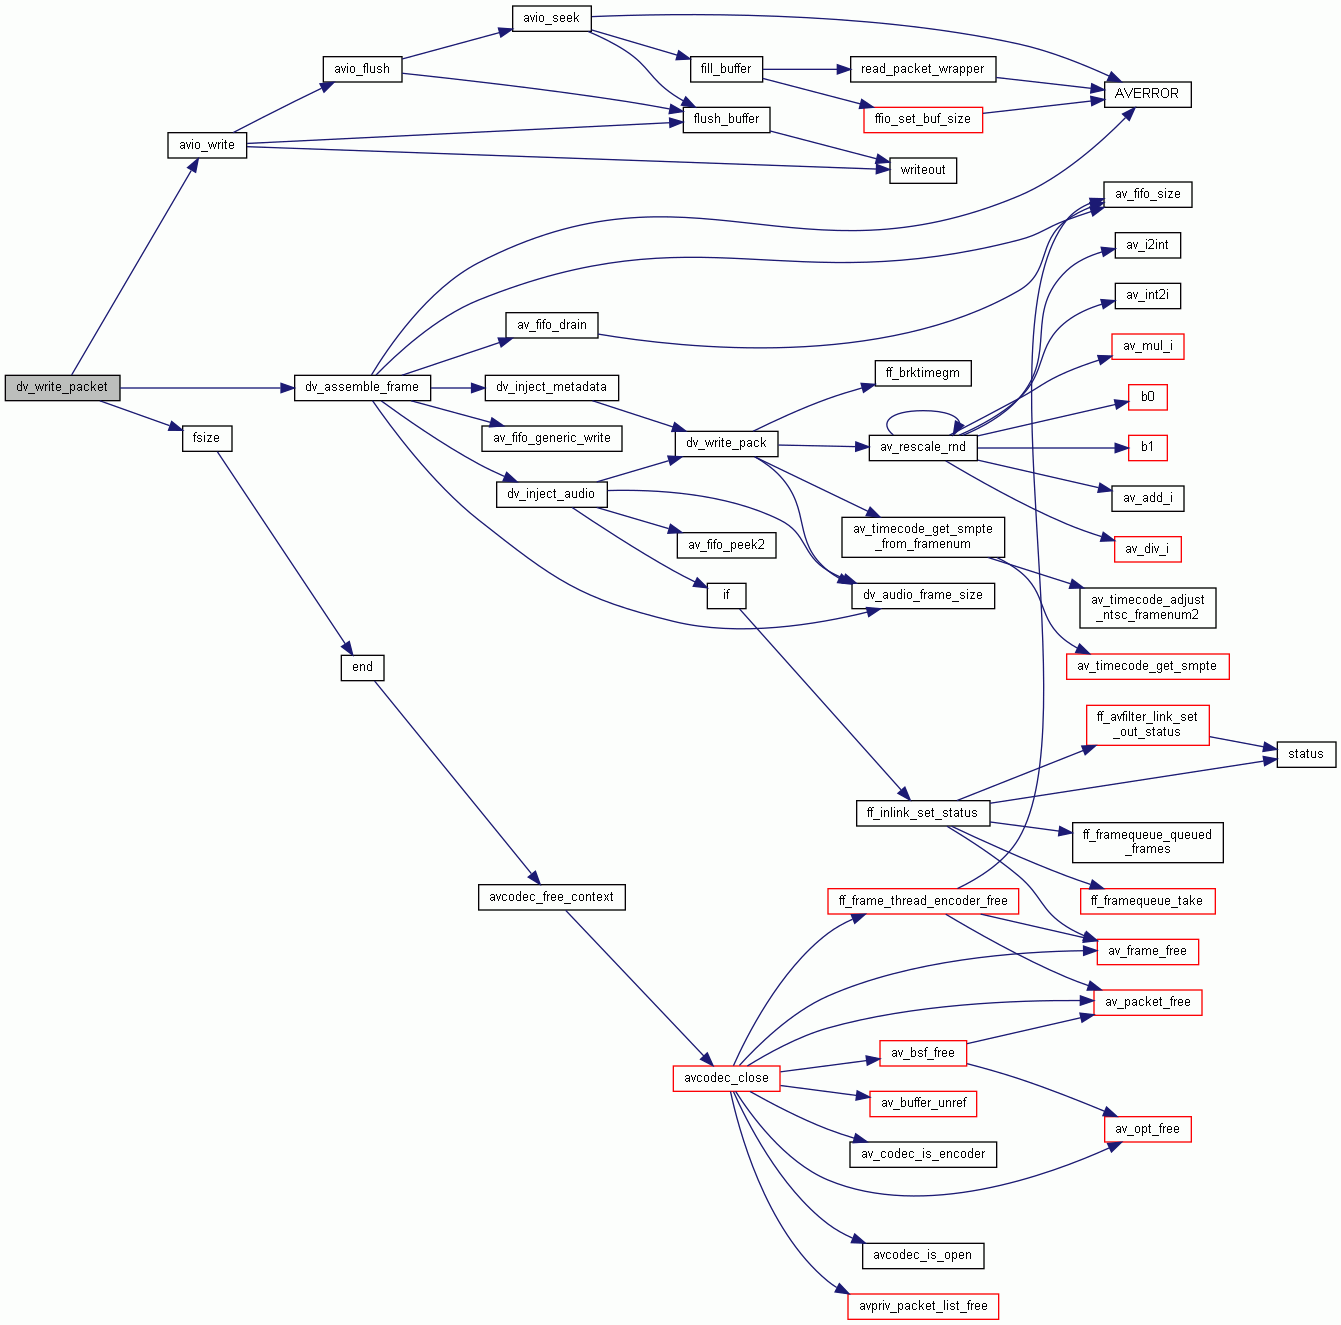 avio_seek
avio_flush
fill_buffer
read_packet_wrapper
AVERROR
flush_buffer
ffio_set_buf_size
avio_write
writeout
av_fifo_size
av_i2int
av_int2i
av_fifo_drain
av_mul_i
ff_brktimegm
dv_write_packet
dv_assemble_frame
dv_inject_metadata
b0
fsize
av_fifo_generic_write
dv_write_pack
av_rescale_rnd
b1
dv_inject_audio
av_add_i
av_timecode_get_smpte
_from_framenum
av_fifo_peek2
av_div_i
if
dv_audio_frame_size
av_timecode_adjust
_ntsc_framenum2
end
av_timecode_get_smpte
ff_avfilter_link_set
_out_status
status
ff_inlink_set_status
ff_framequeue_queued
_frames
avcodec_free_context
ff_frame_thread_encoder_free
ff_framequeue_take
av_frame_free
av_packet_free
av_bsf_free
avcodec_close
av_buffer_unref
av_opt_free
av_codec_is_encoder
avcodec_is_open
avpriv_packet_list_free